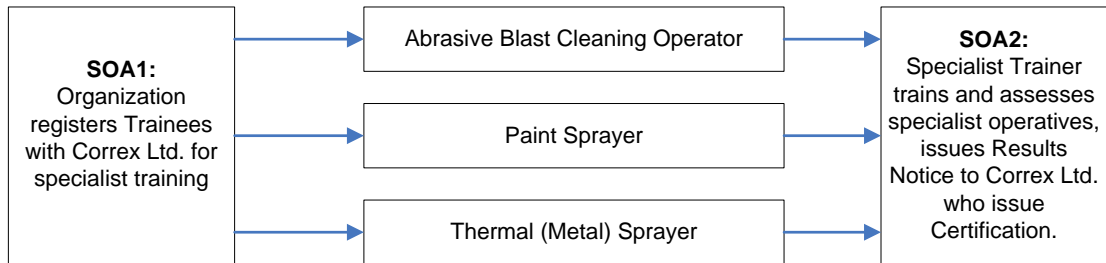 SOA1:
Organization
registers Trainees
with Correx Ltd. for
specialist training
Abrasive Blast Cleaning Operator
Paint Sprayer
Thermal (Metal) Sprayer
SOA2:
Specialist Trainer
trains and assesses
specialist operatives,
issues Results
Notice to Correx Ltd.
who issue
Certification.